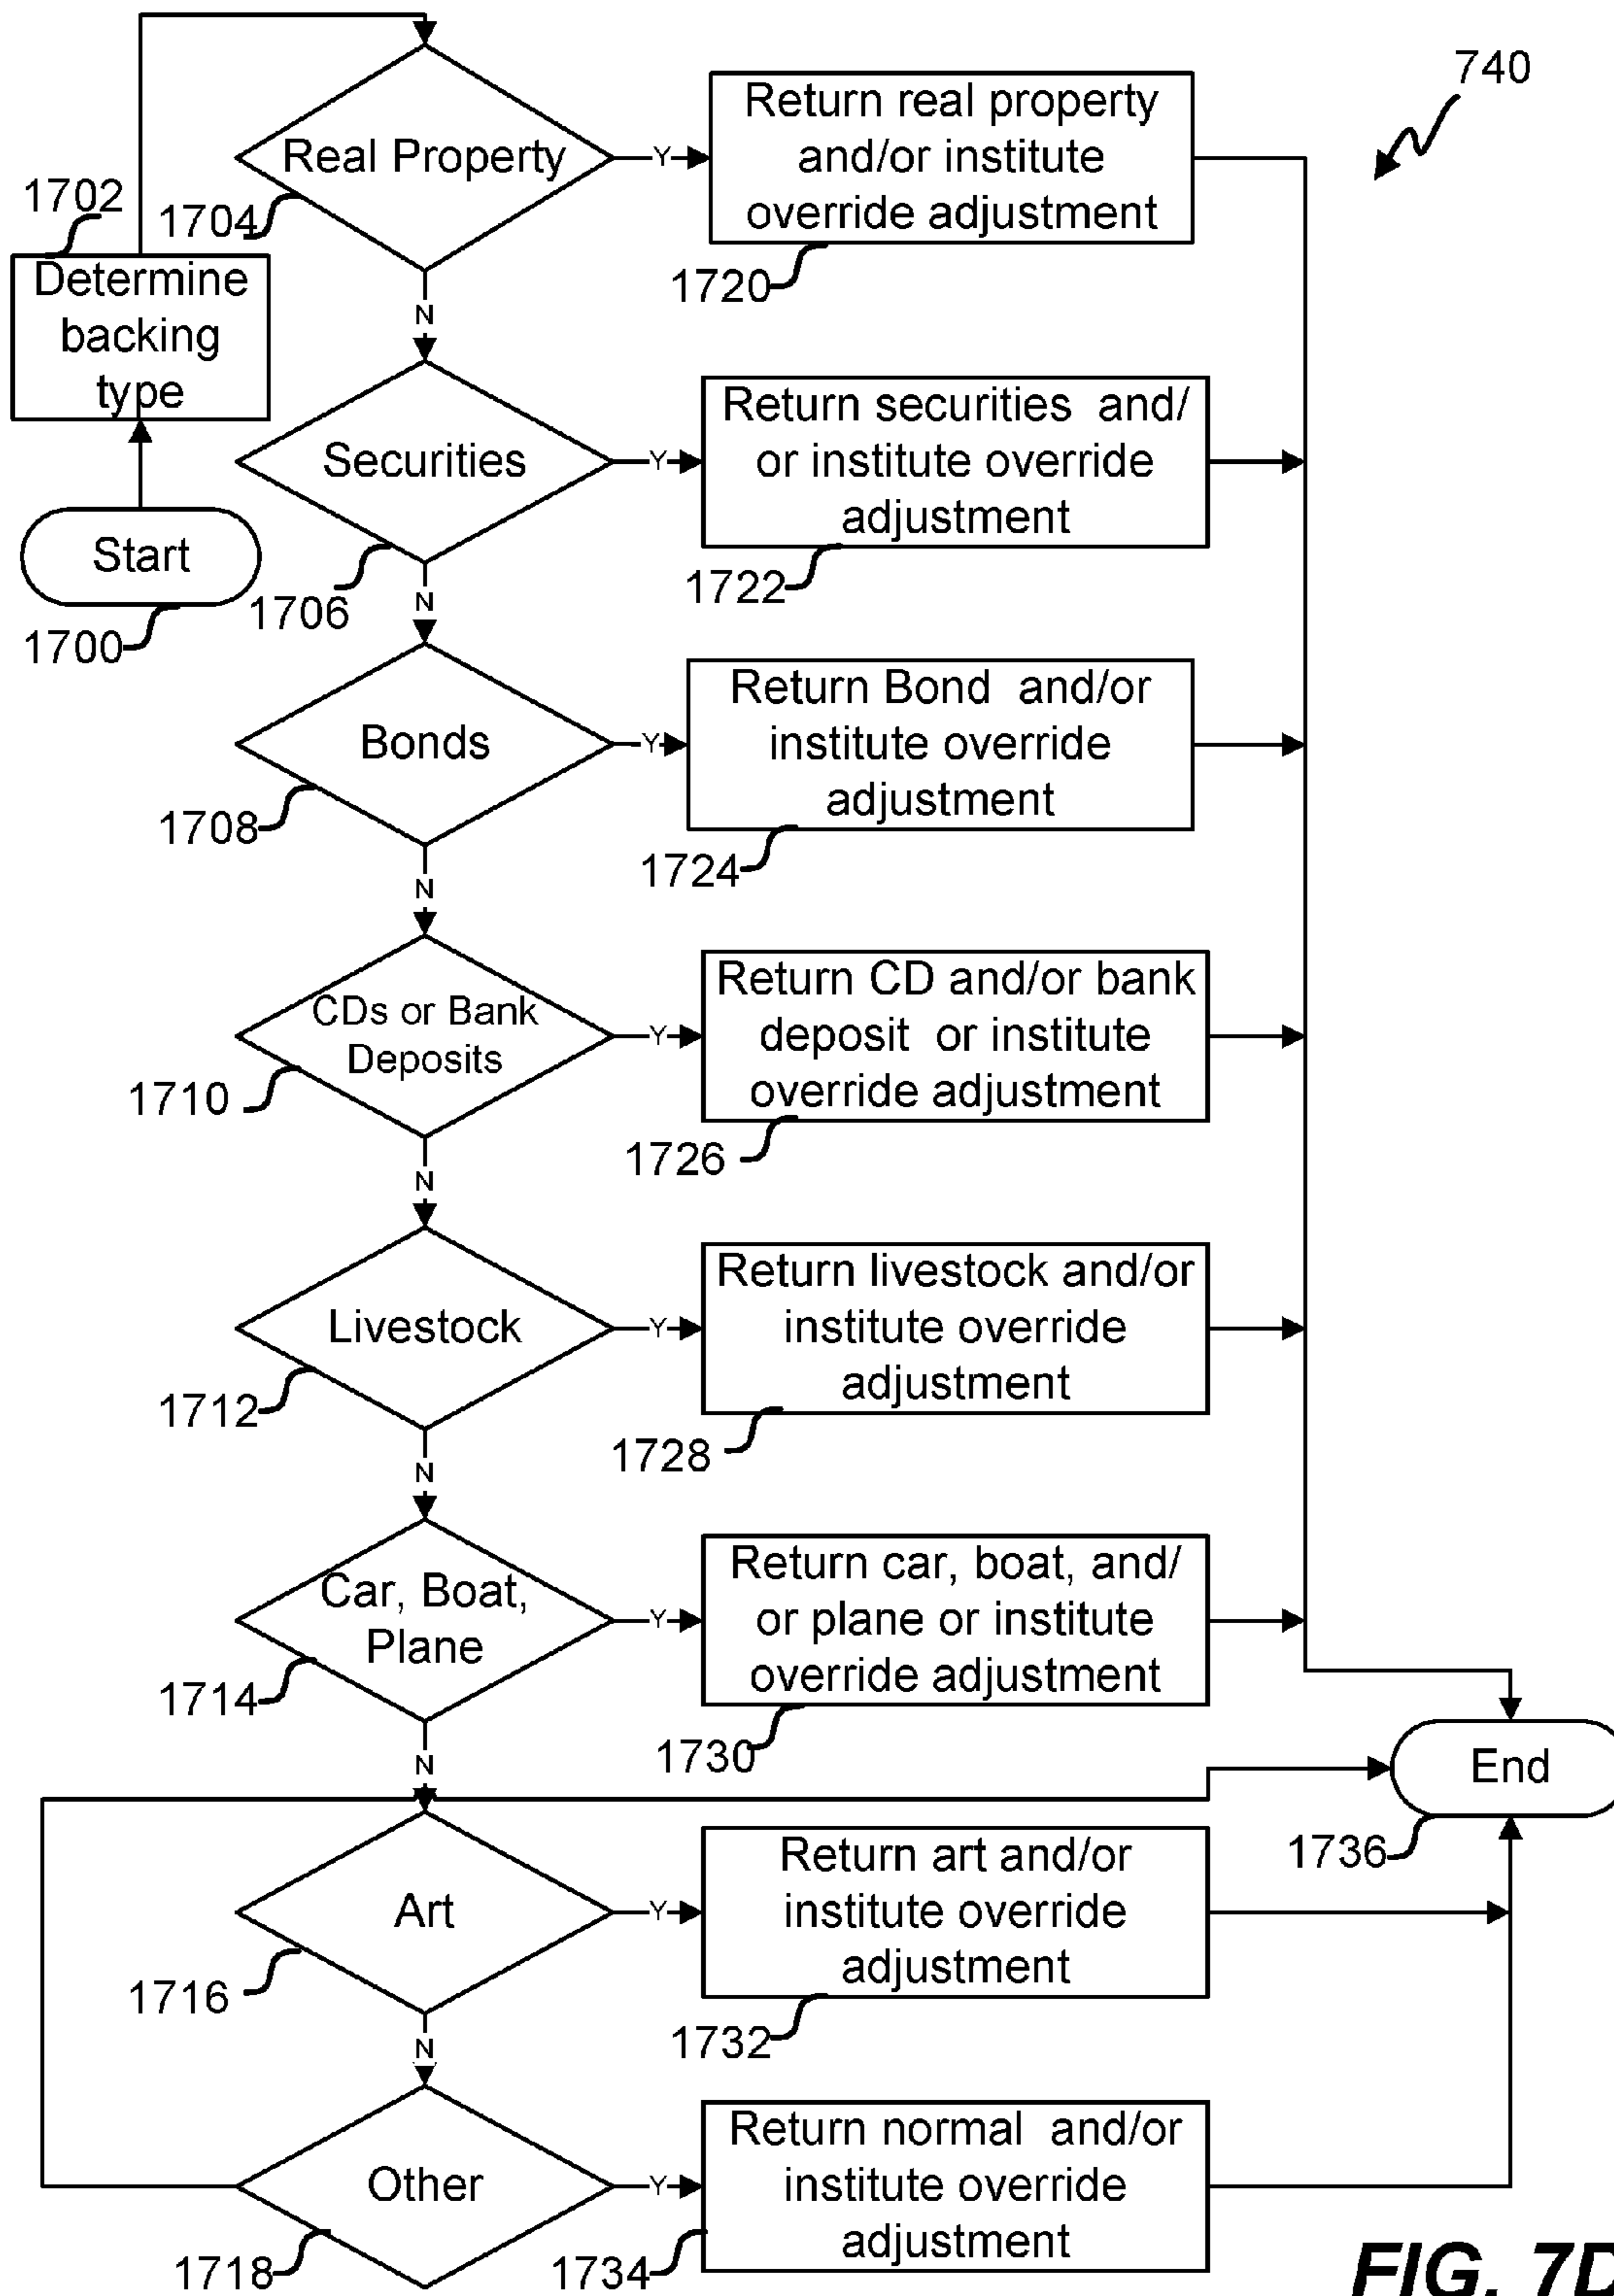 740
Real Property
Y
Return real property
and/or institute
override adjustment
1702
1704
1720
Determine
backing
type
N
Securities
Y
Return securities and/
or institute override
adjustment
Start
1706
1722
1700
N
Bonds
Y
Return Bond and/or
institute override
adjustment
1708
1724
N
CDs or Bank
Deposits
Y
Return CD and/or bank
deposit or institute
override adjustment
1710
1726
N
Livestock
Y
Return livestock and/or
institute override
adjustment
1712
1728
N
Car, Boat,
Plane
Y
Return car, boat, and/
or plane or institute
override adjustment
1714
1730
N
End
1736
Art
Y
Return art and/or
institute override
adjustment
1716
1732
N
Other
Y
Return normal and/or
institute override
adjustment
1718
1734
FIG. 7D